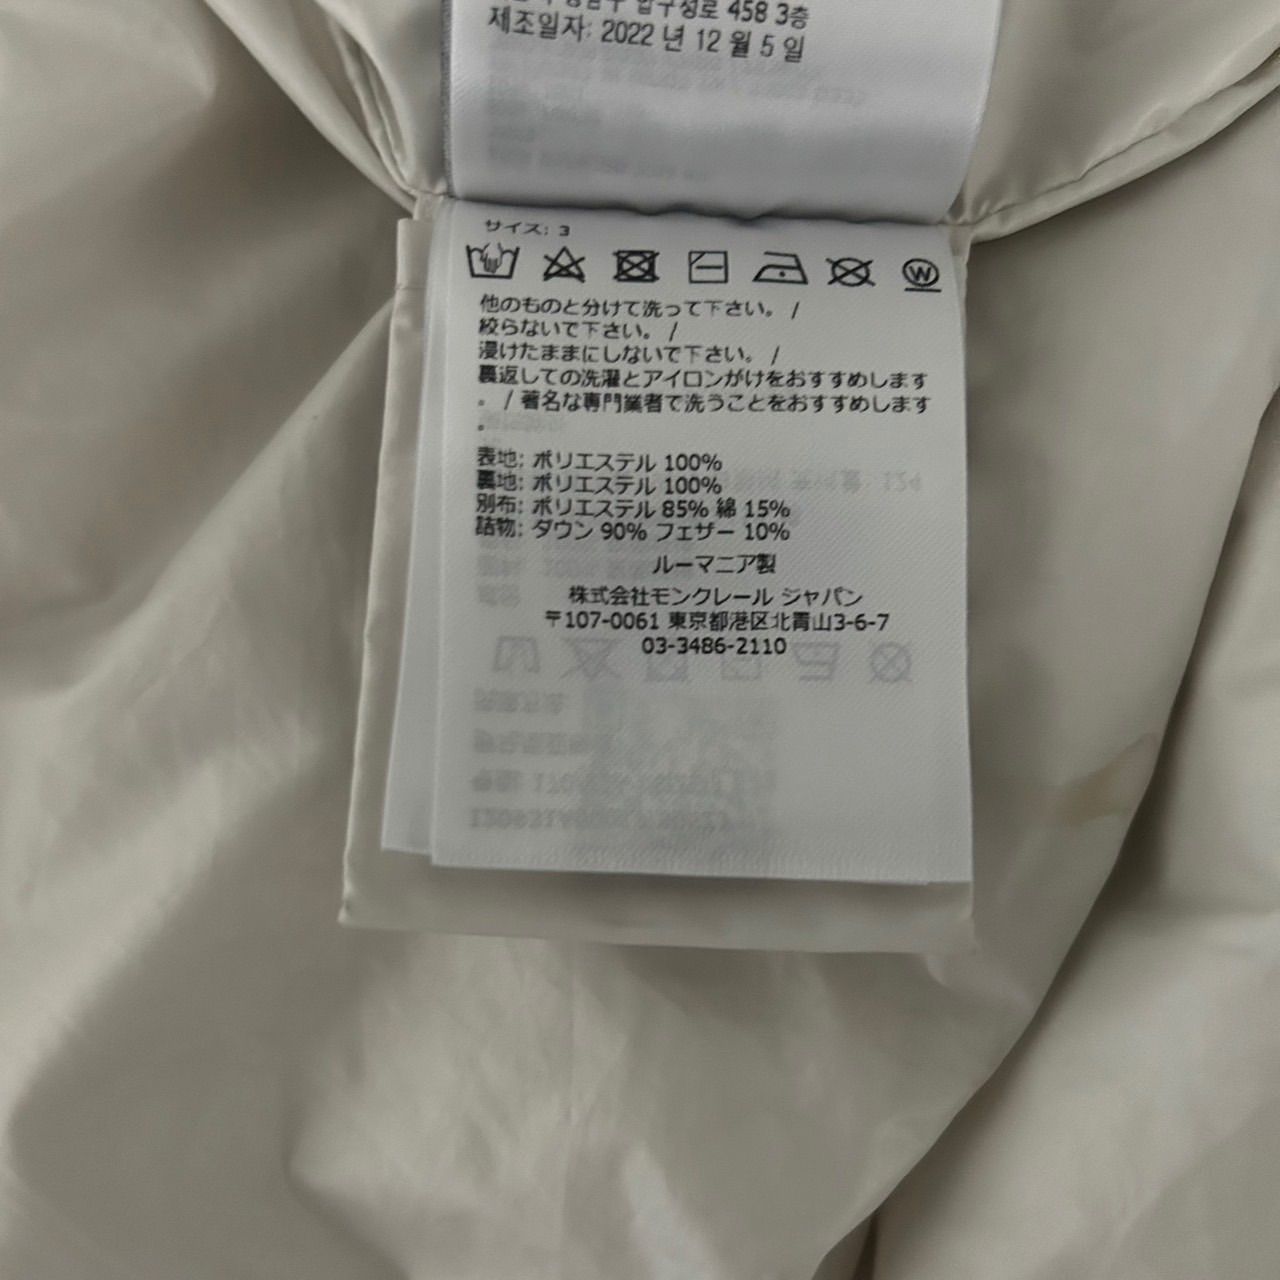 압구정로 458 3층
제조일자: 2022 년 12 월 5 일
サイズ: 3
W
他のものと分けて洗って下さい。 /
絞らないで下さい。 /
浸けたままにしないで下さい。 /
裏返しての洗濯とアイロンがけをおすすめします
。 / 著名な専門業者で洗うことをおすすめします
。
表地: ポリエステル 100%
裏地: ポリエステル 100%
別布: ポリエステル 85% 綿 15%
詰物: ダウン 90% フェザー 10%
ルーマニア製
株式会社モンクレール ジャパン
〒107-0061 東京都港区北青山3-6-7
03-3486-2110